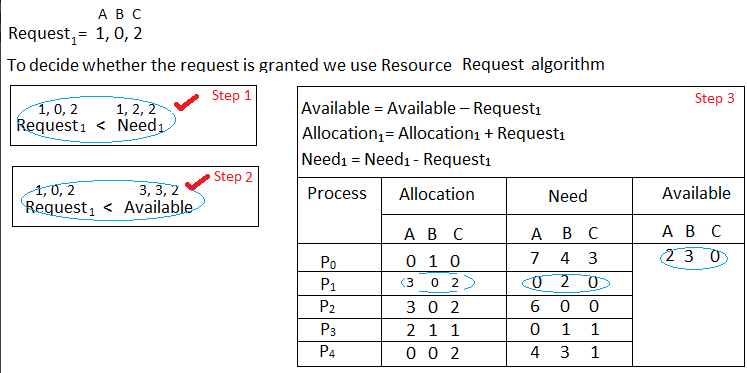 A B C
Request₁= 1, 0, 2
To decide whether the request is granted we use Resource Request algorithm
Step 1
1, 0, 2 1, 2, 2
Request₁ < Need₁
Step 2
1, 0, 2 3, 3, 2
Request₁ < Available
Step 3
Available = Available – Request₁
Allocation₁= Allocation₁ + Request₁
Need₁ = Need₁ - Request₁
Process Allocation Need Available
A B C A B C A B C
P₀ 0 1 0 7 4 3 2 3 0
P₁ 3 0 2 0 2 0
P₂ 3 0 2 6 0 0
P₃ 2 1 1 0 1 1
P₄ 0 0 2 4 3 1